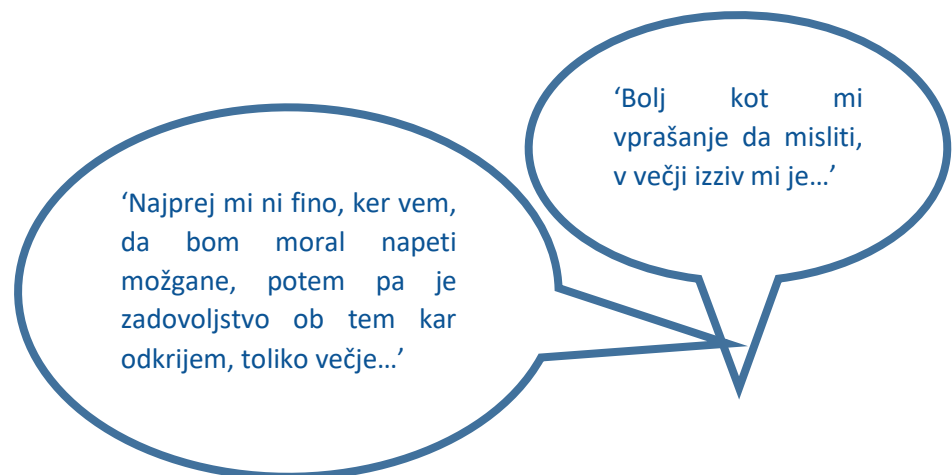 ‘Bolj kot mi
vprašanje da misliti,
v večji izziv mi je…’
‘Najprej mi ni fino, ker vem,
da bom moral napeti
možgane, potem pa je
zadovoljstvo ob tem kar
odkrijem, toliko večje…’